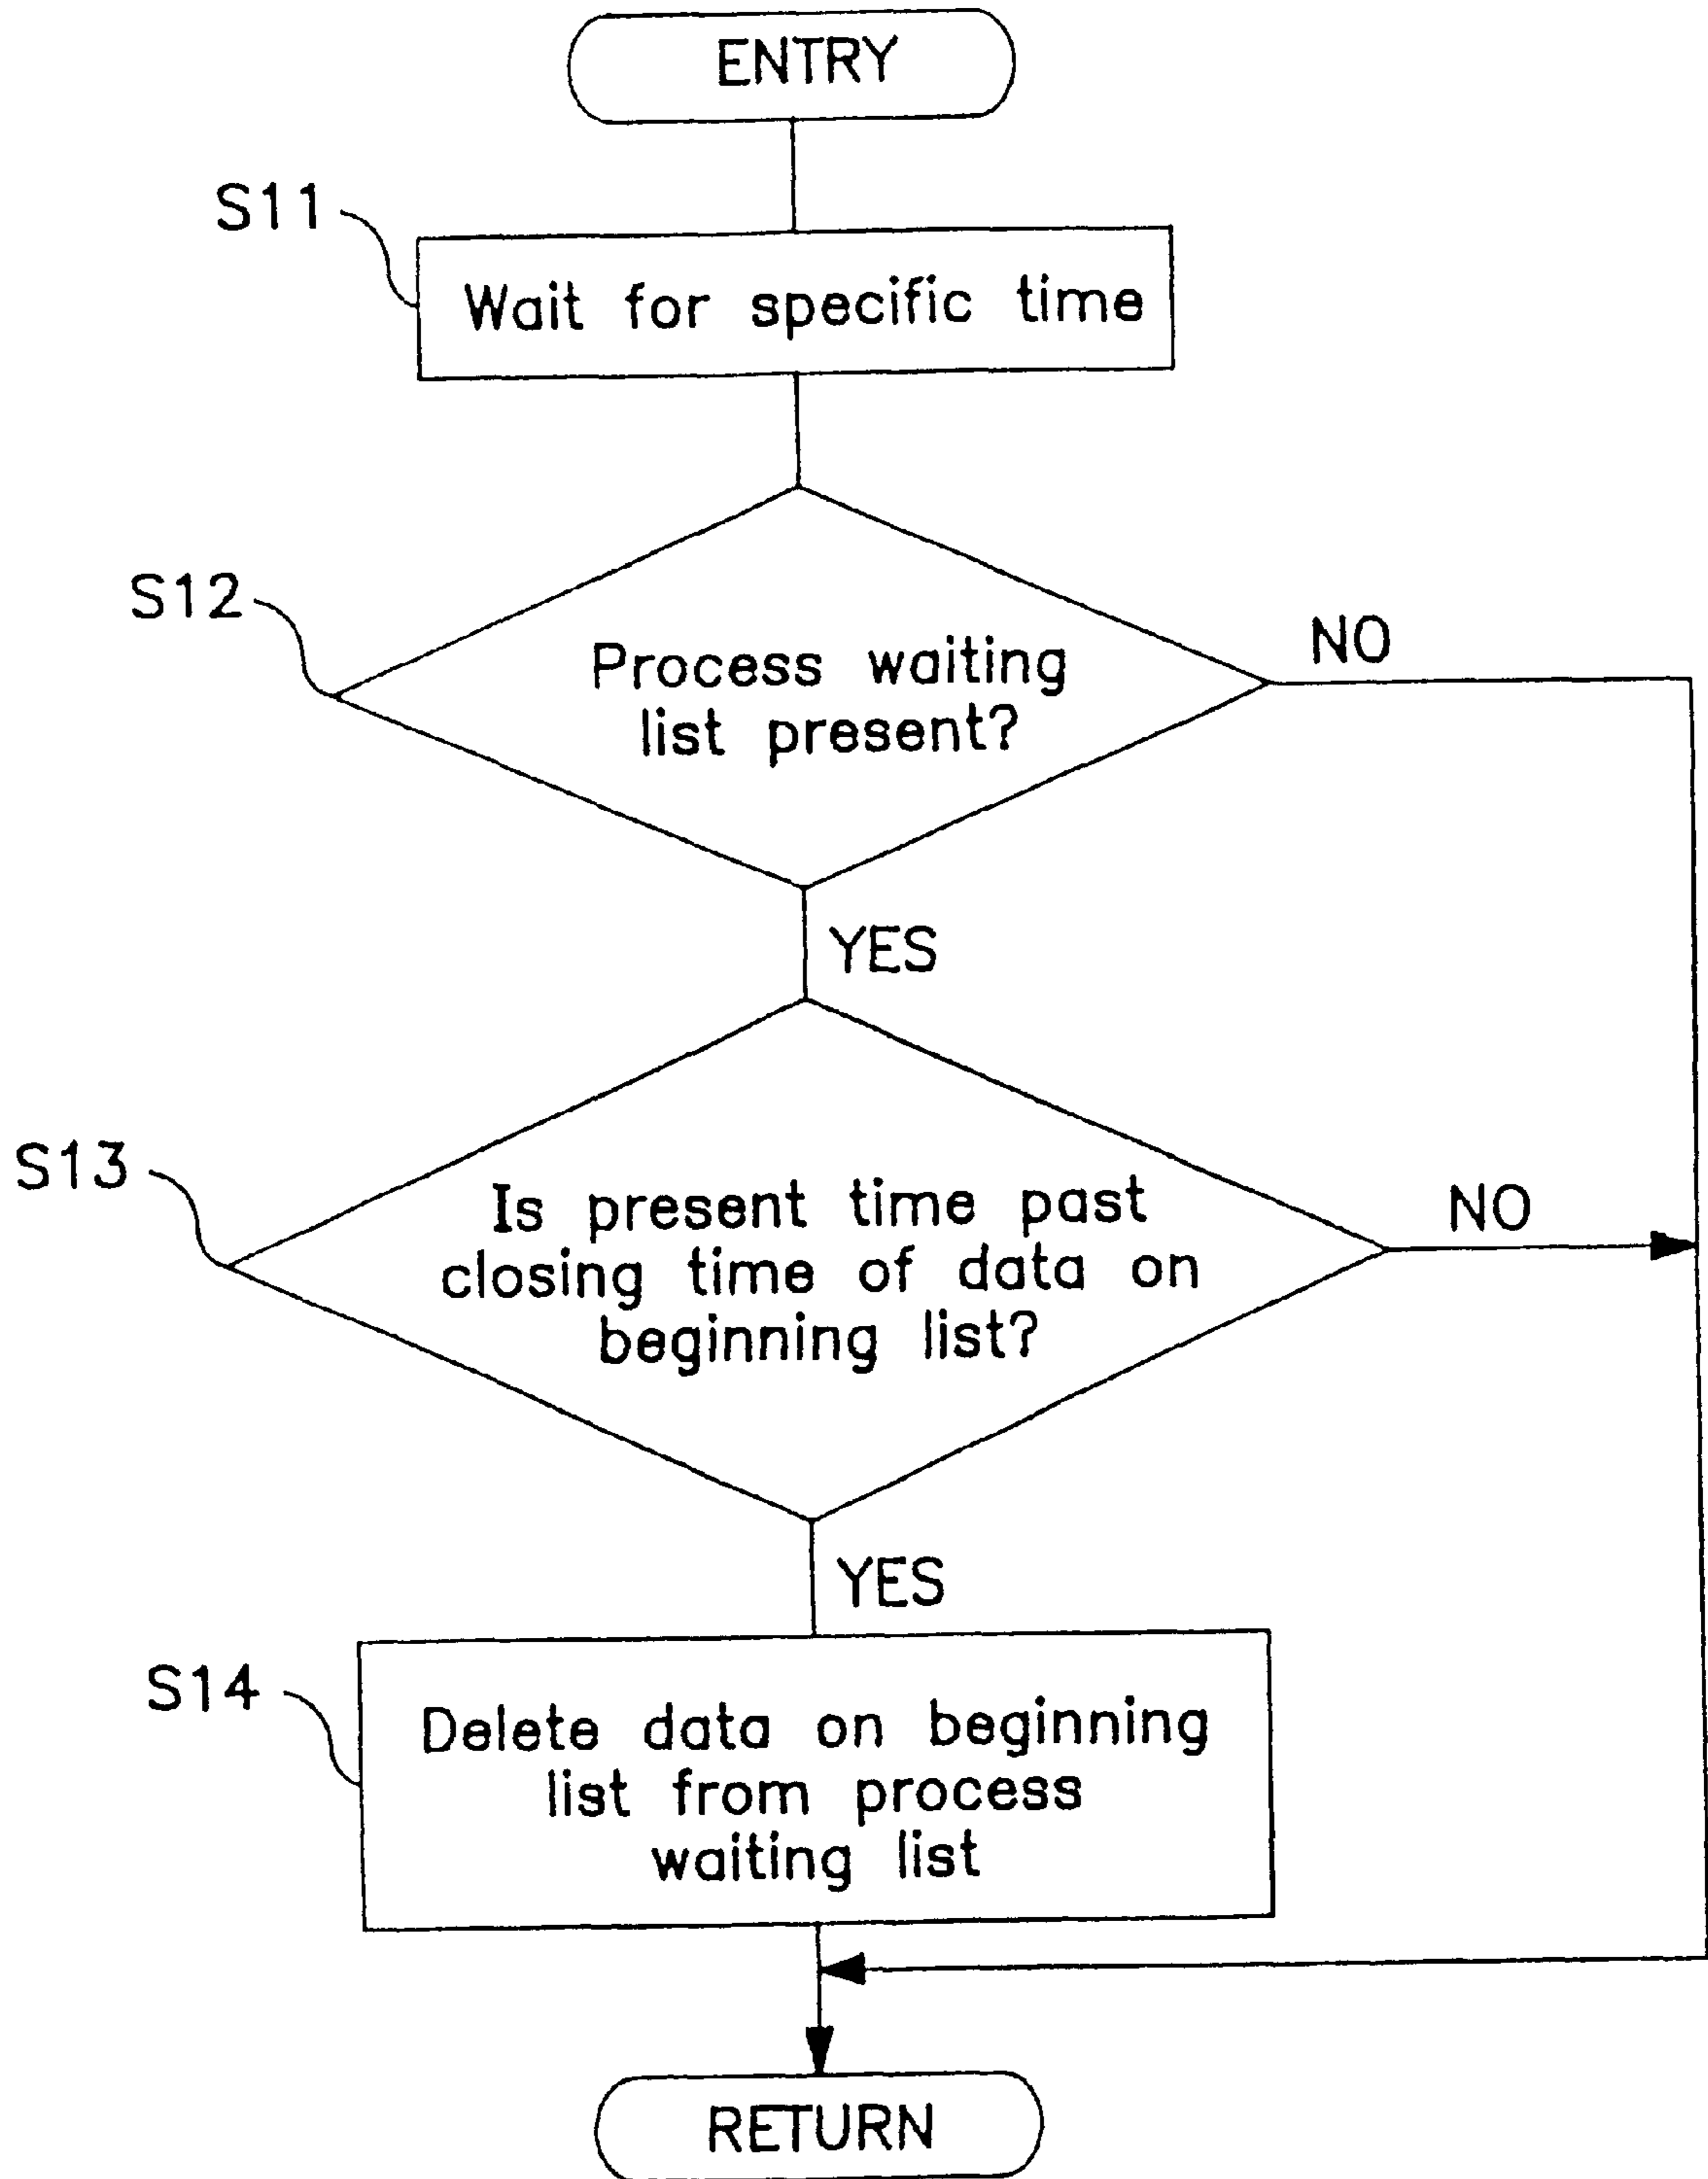 ENTRY
S11
Wait for specific time
S12
Process waiting
list present?
NO
YES
S13
Is present time past
closing time of data on
beginning list?
NO
YES
S14
Delete data on beginning
list from process
waiting list
RETURN